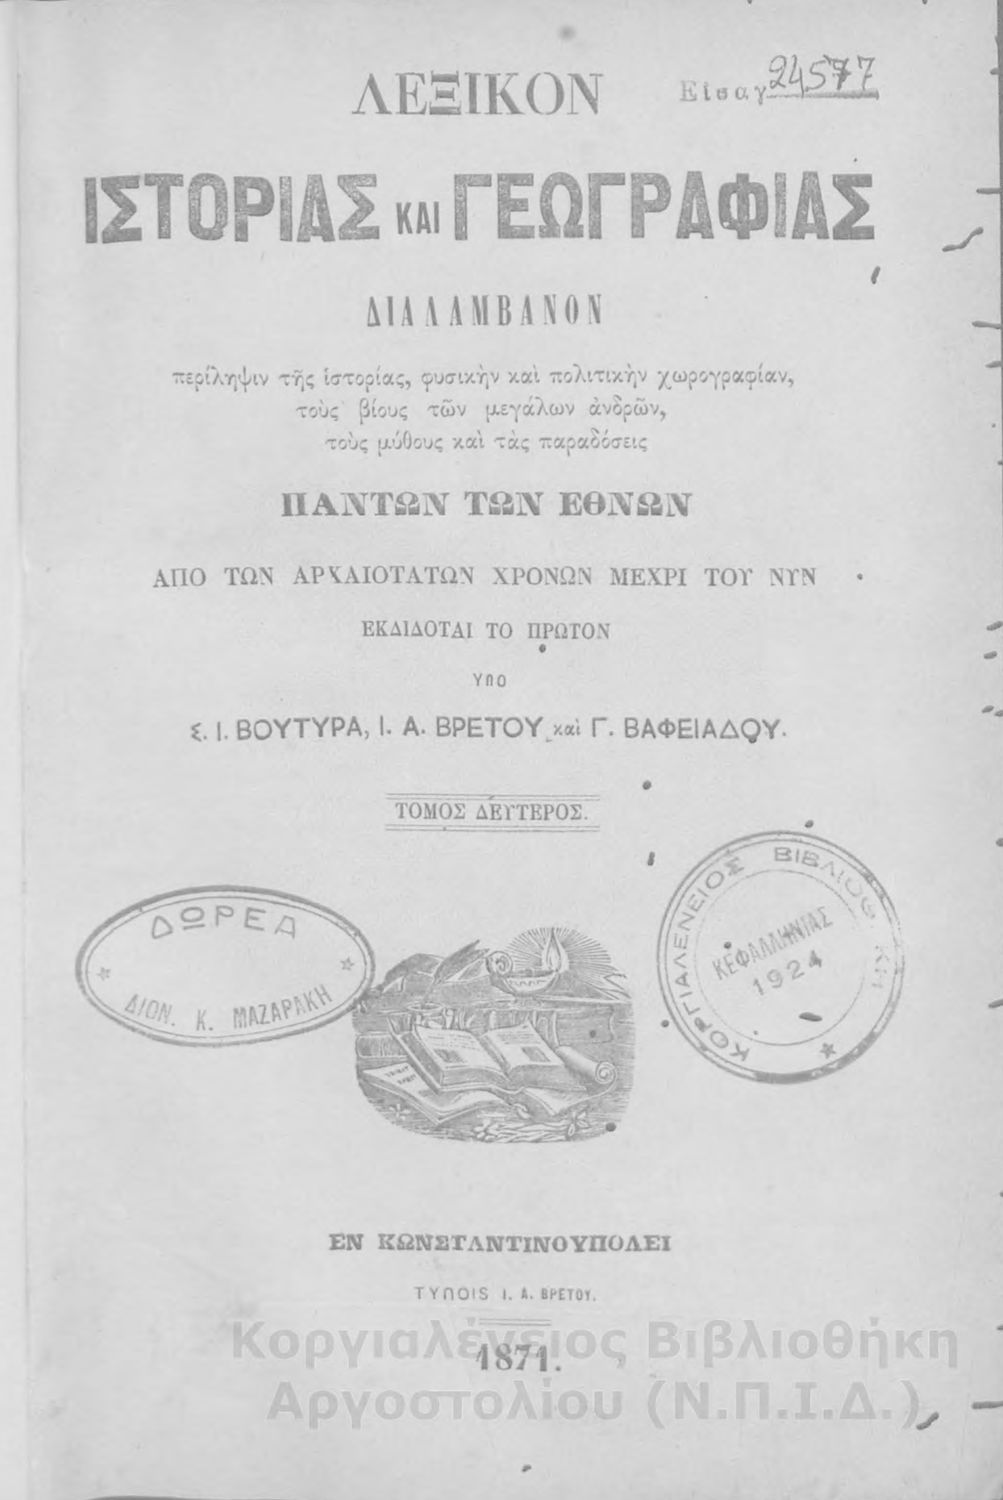 ΛΕΞΙΚΟΝ
Εἰσαγ 24577
ΙΣΤΟΡΙΑΣ ΚΑΙ ΓΕΩΓΡΑΦΙΑΣ
ΔΙΑΛΑΜΒΑΝΟΝ
περίληψιν τῆς ἱστορίας, φυσικὴν καὶ πολιτικὴν χωρογραφίαν,
τοὺς βίους τῶν μεγάλων ἀνδρῶν,
τοὺς μύθους καὶ τὰς παραδόσεις
ΠΑΝΤΩΝ ΤΩΝ ΕΘΝΩΝ
ΑΠΟ ΤΩΝ ΑΡΧΑΙΟΤΑΤΩΝ ΧΡΟΝΩΝ ΜΕΧΡΙ ΤΟΥ ΝΥΝ
ΕΚΔΙΔΟΤΑΙ ΤΟ ΠΡΩΤΟΝ
ΥΠΟ
Σ. Ι. ΒΟΥΤΥΡΑ, Ι. Α. ΒΡΕΤΟΥ καὶ Γ. ΒΑΦΕΙΑΔΟΥ.
ΤΟΜΟΣ ΔΕΥΤΕΡΟΣ.
ΔΩΡΕΑ
ΔΙΟΝ. Κ. ΜΑΖΑΡΑΚΗ
ΚΟΡΓΙΑΛΕΝΕΙΟΣ ΒΙΒΛΙΟΘΗΚΗ
ΚΕΦΑΛΛΗΝΙΑΣ
1924
ΕΝ ΚΩΝΣΤΑΝΤΙΝΟΥΠΟΛΕΙ
ΤΥΠΟΙΣ Ι. Α. ΒΡΕΤΟΥ.
1871.
Κοργιαλένειος Βιβλιοθήκη
Αργοστολίου (Ν.Π.Ι.Δ.)